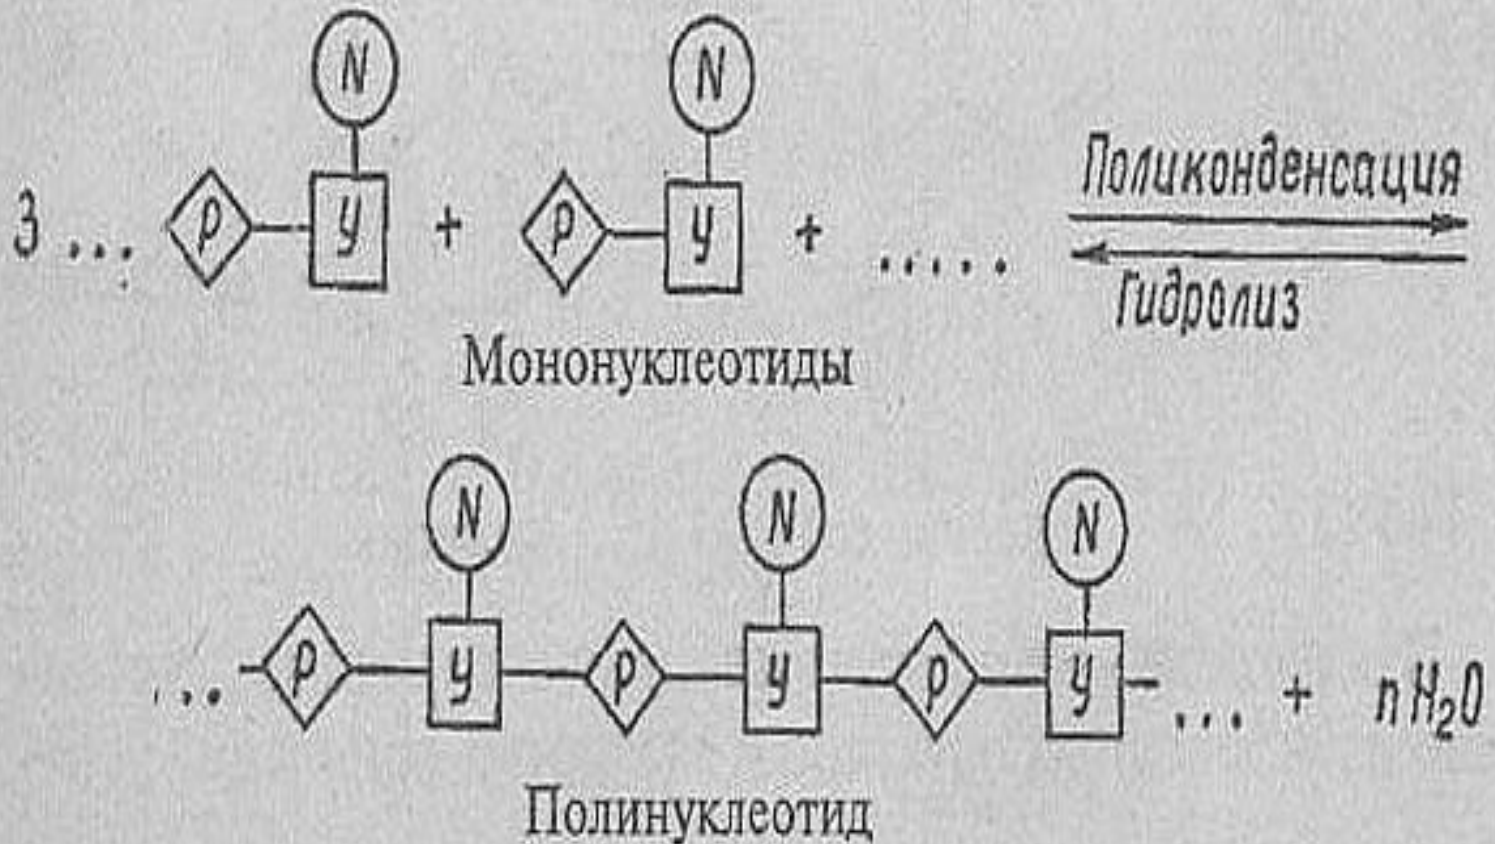 N N
3 ... P У + P У + ..... Поликонденсация
Гидролиз
Мононуклеотиды
N N N
... P У P У P У ... + nH₂O
Полинуклеотид